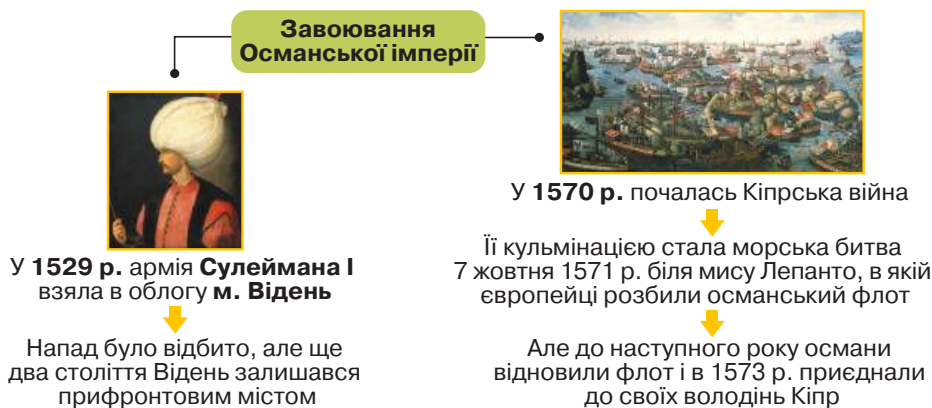 Завоювання
Османської імперії
У 1529 р. армія Сулеймана І
взяла в облогу м. Відень
Напад було відбито, але ще
два століття Відень залишався
прифронтовим містом
У 1570 р. почалась Кіпрська війна
Її кульмінацією стала морська битва
7 жовтня 1571 р. біля мису Лепанто, в якій
європейці розбили османський флот
Але до наступного року османи
відновили флот і в 1573 р. приєднали
до своїх володінь Кіпр